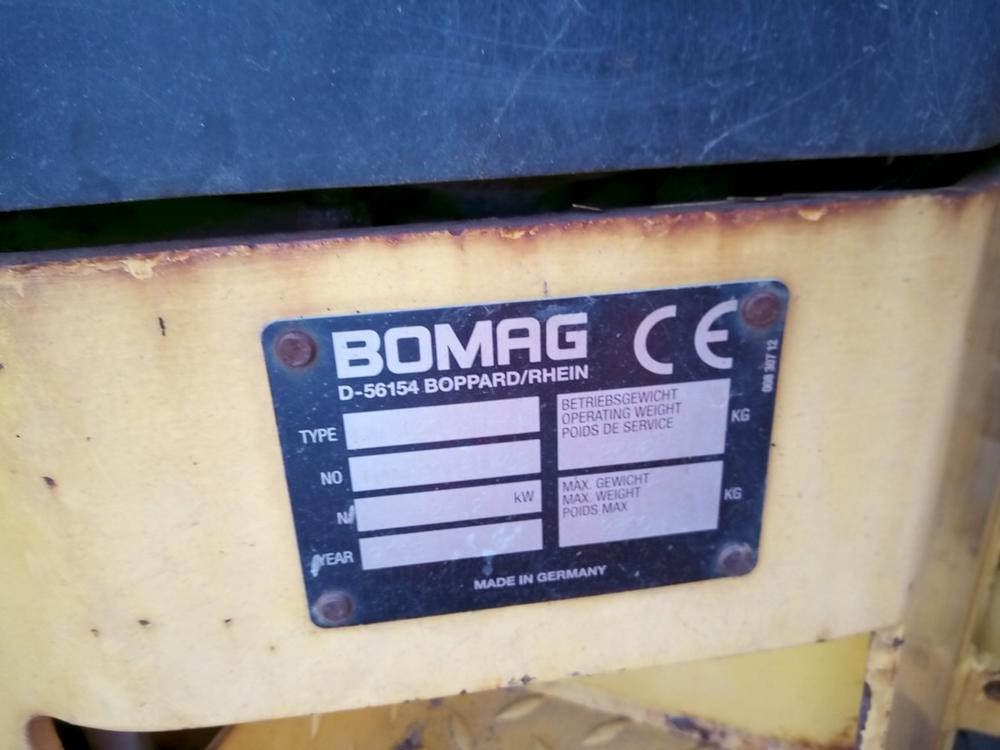 BOMAG
CE
D-56154 BOPPARD/RHEIN
TYPE
NO
N/
kW
YEAR
BETRIEBSGEWICHT
OPERATING WEIGHT
POIDS DE SERVICE
KG
MAX. GEWICHT
MAX. WEIGHT
POIDS MAX
KG
MADE IN GERMANY
008 307 12